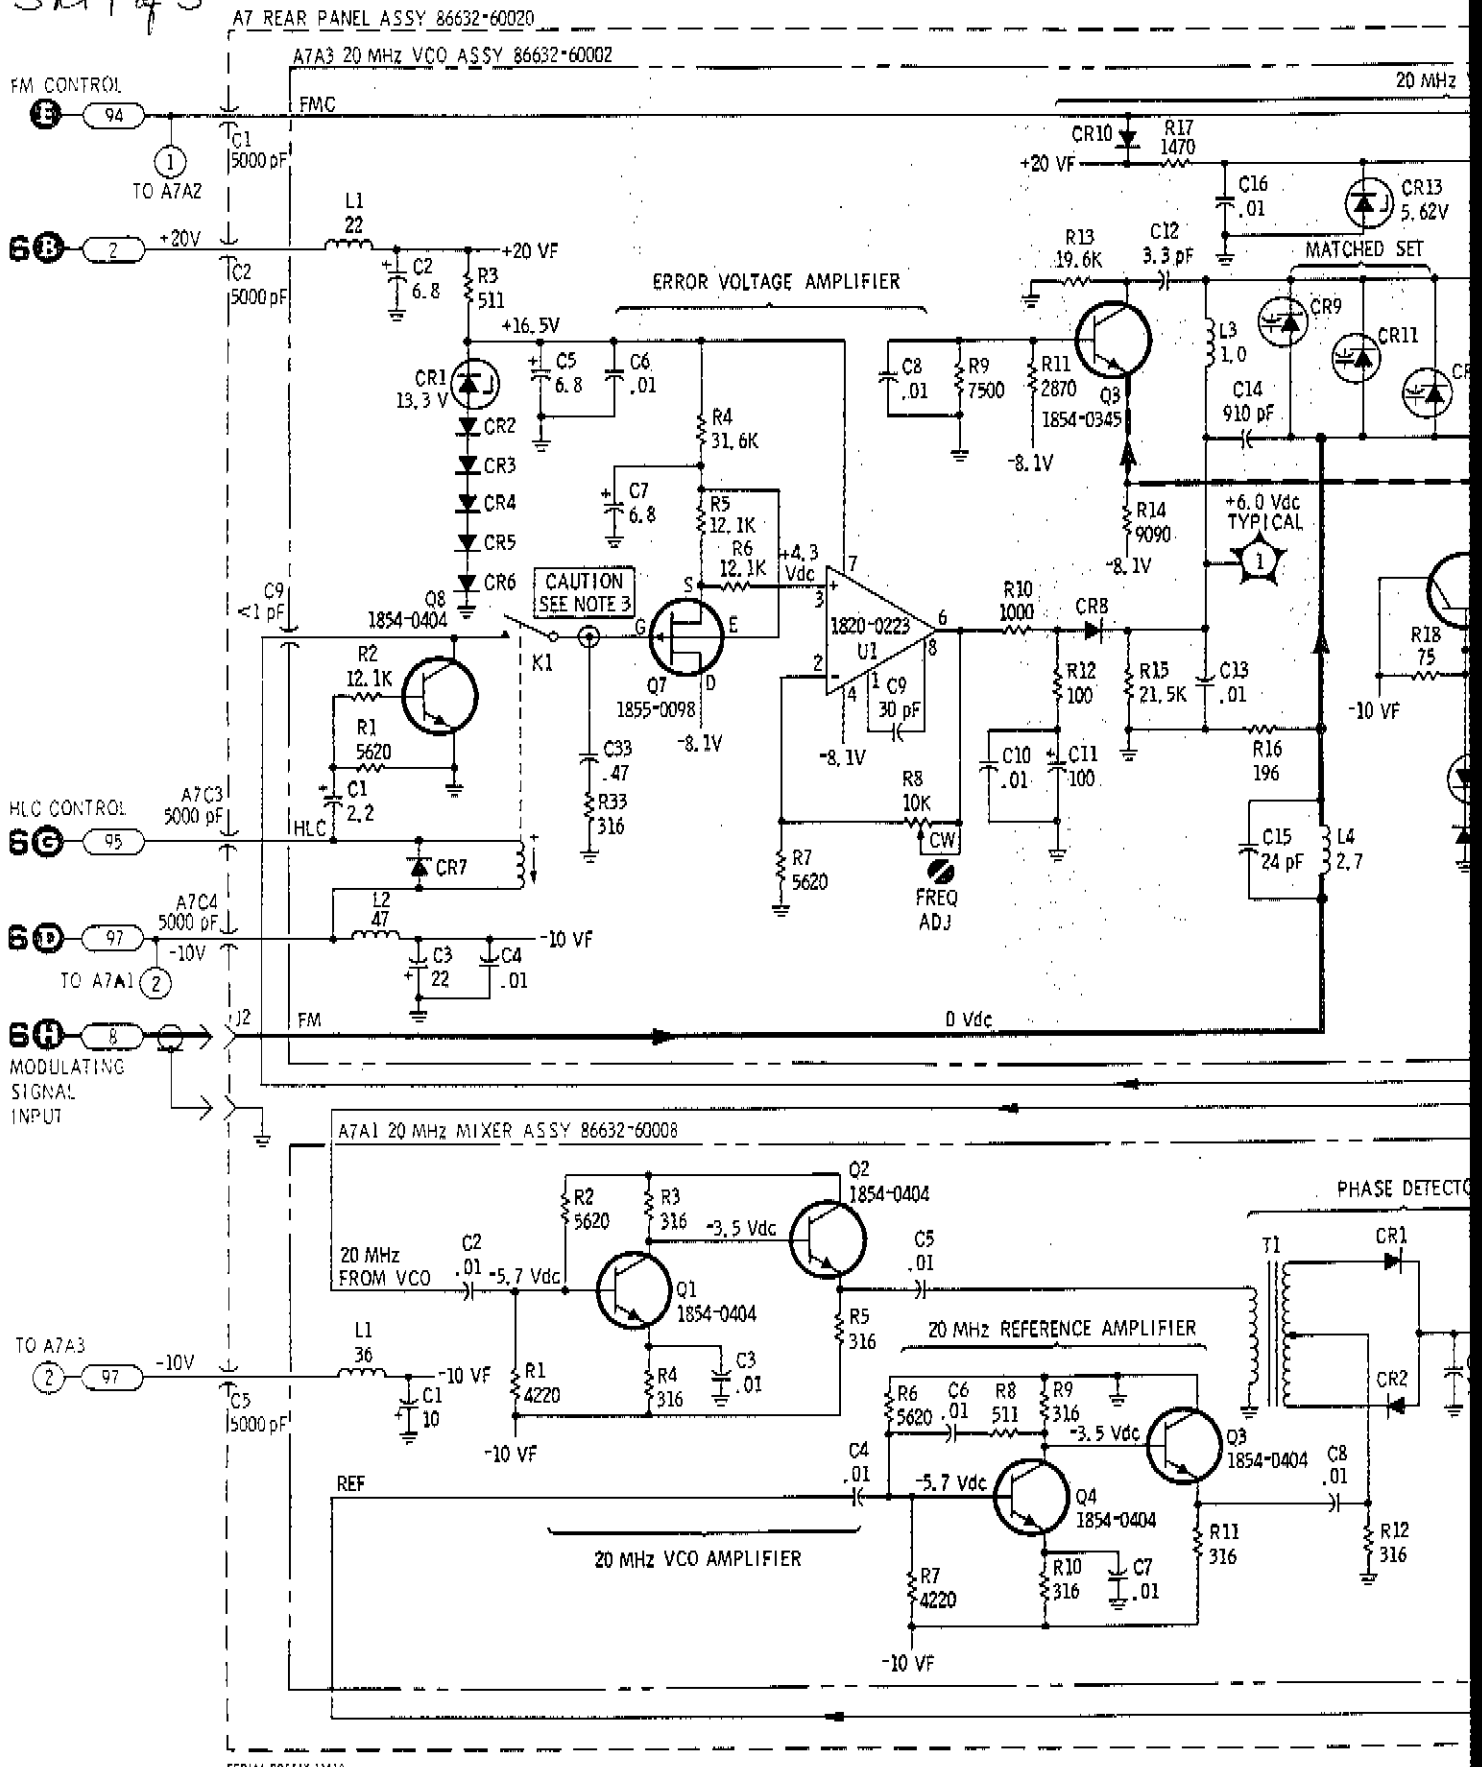 A7 REAR PANEL ASSY 86632-60020
A7A3 20 MHz VCO ASSY 86632-60002
20 MHz
FM CONTROL
E 94
FMC
C1
5000 pF
1
TO A7A2
CR10
R17
1470
+20 VF
C16
.01
CR13
5.62V
6 B 2
+20V
C2
5000 pF
L1
22
C2
6.8
+20 VF
R3
511
ERROR VOLTAGE AMPLIFIER
R13
19.6K
C12
3.3 pF
MATCHED SET
+16.5V
CR9
CR11
L3
1.0
CR1
13.3 V
C5
6.8
C6
.01
C8
.01
R9
7500
R11
2870
Q3
1854-0345
C14
910 pF
CR2
CR3
CR4
CR5
CR6
R4
31.6K
-8.1V
C7
6.8
R5
12.1K
R6
12.1K
+4.3
Vdc
R14
9090
-8.1V
+6.0 Vdc
TYPICAL
1
C9
<1 pF
Q8
1854-0404
CAUTION
SEE NOTE 3
K1
S
G
E
D
Q7
1855-0098
-8.1V
7
3
+
1820-0223
U1
6
8
2
-
1
4
C9
30 pF
-8.1V
R10
1000
CR8
R12
100
R15
21.5K
C13
.01
R18
75
-10 VF
R2
12.1K
R1
5620
C1
2.2
C33
.47
R33
316
C10
.01
C11
100
R16
196
R8
10K
CW
FREQ
ADJ
R7
5620
C15
24 pF
L4
2.7
HLC CONTROL
6 G 95
A7C3
5000 pF
HLC
CR7
A7C4
5000 pF
6 D 97
-10V
TO A7A1 2
L2
47
C3
22
C4
.01
-10 VF
6 H 8
MODULATING
SIGNAL
INPUT
J2
FM
0 Vdc
A7A1 20 MHz MIXER ASSY 86632-60008
R2
5620
R3
316
Q2
1854-0404
-3.5 Vdc
PHASE DETECTO
T1
CR1
20 MHz
FROM VCO
C2
.01
-5.7 Vdc
Q1
1854-0404
C5
.01
R5
316
20 MHz REFERENCE AMPLIFIER
TO A7A3
2 97
-10V
C5
5000 pF
L1
36
C1
10
-10 VF
R1
4220
R4
316
C3
.01
-10 VF
R6
5620
C6
.01
R8
511
R9
316
-3.5 Vdc
Q3
1854-0404
CR2
C8
.01
REF
C4
.01
-5.7 Vdc
Q4
1854-0404
20 MHz VCO AMPLIFIER
R7
4220
R10
316
C7
.01
R11
316
R12
316
-10 VF